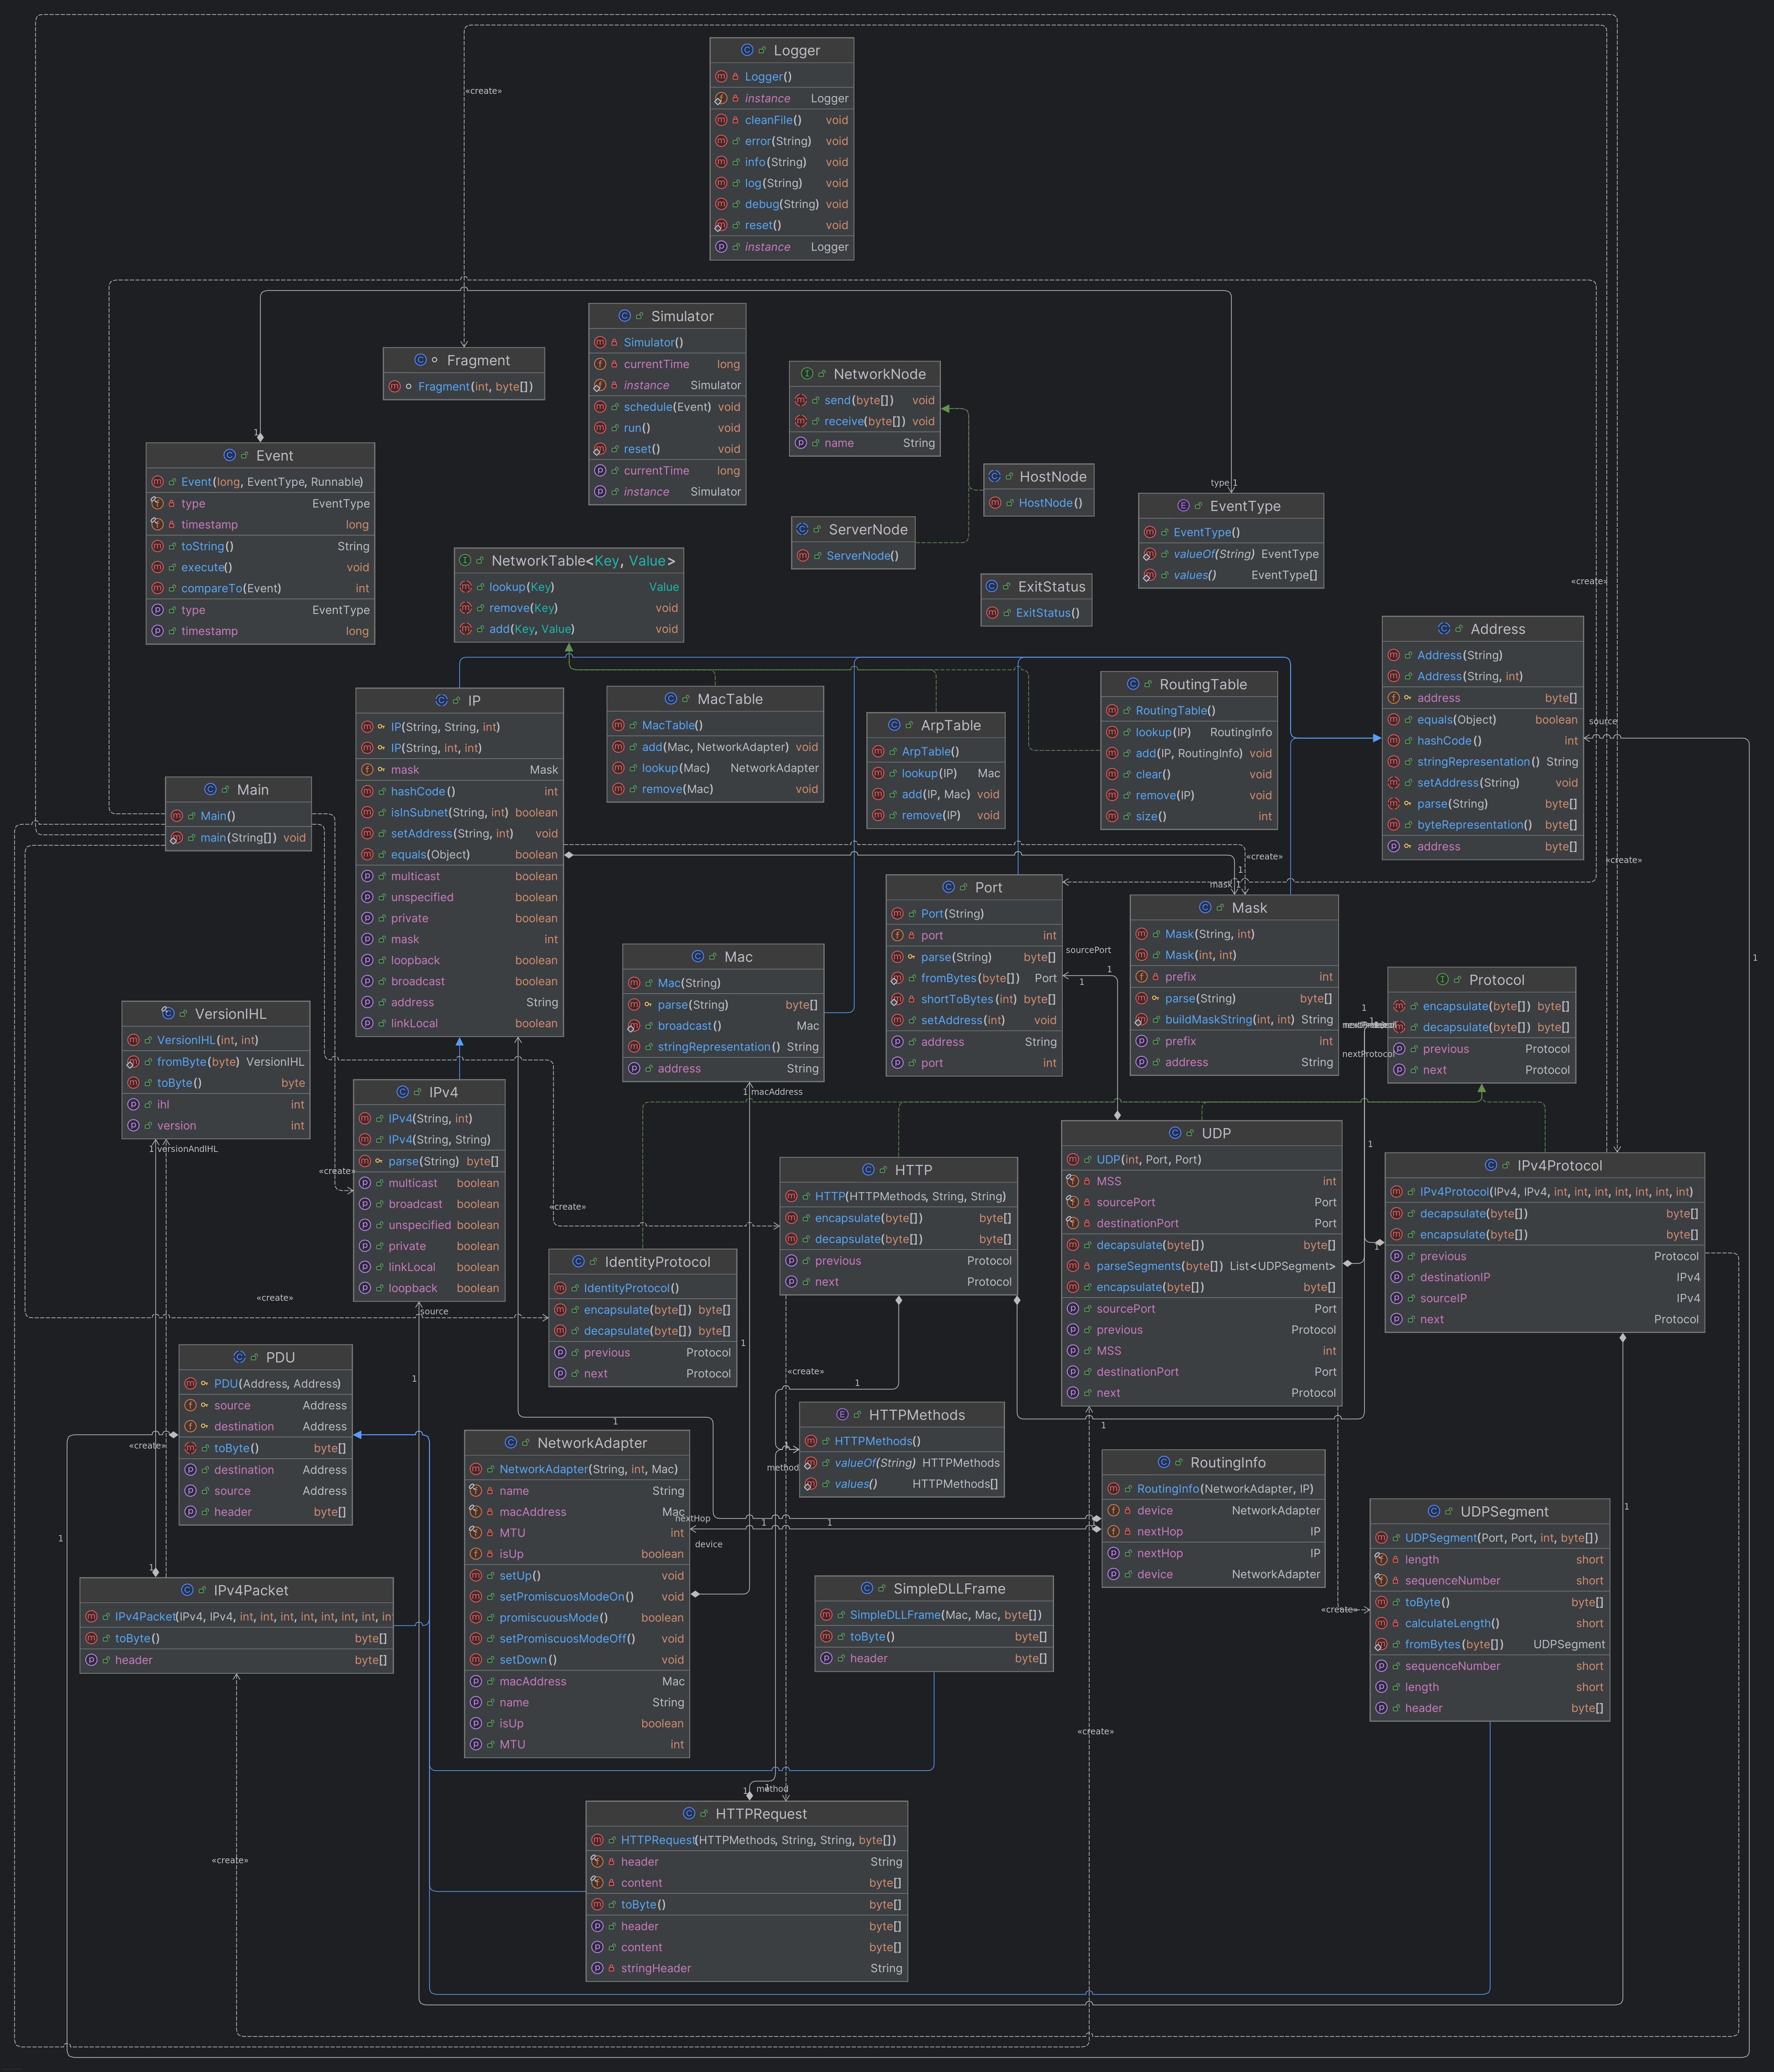 Logger
Logger()
instance Logger
cleanFile() void
error(String) void
info(String) void
log(String) void
debug(String) void
reset() void
instance Logger
«create»
Simulator
Simulator()
currentTime long
instance Simulator
schedule(Event) void
run() void
reset() void
currentTime long
instance Simulator
Fragment
Fragment(int, byte[])
NetworkNode
send(byte[]) void
receive(byte[]) void
name String
Event
1
Event(long, EventType, Runnable)
type EventType
timestamp long
toString() String
execute() void
compareTo(Event) int
type EventType
timestamp long
HostNode
HostNode()
ServerNode
ServerNode()
type 1
EventType
EventType()
valueOf(String) EventType
values() EventType[]
NetworkTable<Key, Value>
lookup(Key) Value
remove(Key) void
add(Key, Value) void
ExitStatus
ExitStatus()
«create»
Address
Address(String)
Address(String, int)
address byte[]
equals(Object) boolean
hashCode() int
stringRepresentation() String
setAddress(String) void
parse(String) byte[]
byteRepresentation() byte[]
address byte[]
source
«create»
1
IP
IP(String, String, int)
IP(String, int, int)
mask Mask
hashCode() int
isInSubnet(String, int) boolean
setAddress(String, int) void
equals(Object) boolean
multicast boolean
unspecified boolean
private boolean
mask int
loopback boolean
broadcast boolean
address String
linkLocal boolean
MacTable
MacTable()
add(Mac, NetworkAdapter) void
lookup(Mac) NetworkAdapter
remove(Mac) void
ArpTable
ArpTable()
lookup(IP) Mac
add(IP, Mac) void
remove(IP) void
RoutingTable
RoutingTable()
lookup(IP) RoutingInfo
add(IP, RoutingInfo) void
clear() void
remove(IP) void
size() int
Main
Main()
main(String[]) void
«create»
1
mask 1
Port
Port(String)
port int
parse(String) byte[]
fromBytes(byte[]) Port
shortToBytes(int) byte[]
setAddress(int) void
address String
port int
sourcePort
1
1
Mask
Mask(String, int)
Mask(int, int)
prefix int
parse(String) byte[]
buildMaskString(int, int) String
prefix int
address String
Mac
Mac(String)
parse(String) byte[]
broadcast() Mac
stringRepresentation() String
address String
1 macAddress
Protocol
encapsulate(byte[]) byte[]
decapsulate(byte[]) byte[]
previous Protocol
next Protocol
1
nextProtocol
1
VersionIHL
VersionIHL(int, int)
fromByte(byte) VersionIHL
toByte() byte
ihl int
version int
1 versionAndIHL
IPv4
IPv4(String, int)
IPv4(String, String)
parse(String) byte[]
multicast boolean
broadcast boolean
unspecified boolean
private boolean
linkLocal boolean
loopback boolean
«create»
source
1
«create»
«create»
UDP
UDP(int, Port, Port)
MSS int
sourcePort Port
destinationPort Port
decapsulate(byte[]) byte[]
parseSegments(byte[]) List<UDPSegment>
encapsulate(byte[]) byte[]
sourcePort Port
previous Protocol
MSS int
destinationPort Port
next Protocol
HTTP
HTTP(HTTPMethods, String, String)
encapsulate(byte[]) byte[]
decapsulate(byte[]) byte[]
previous Protocol
next Protocol
IPv4Protocol
IPv4Protocol(IPv4, IPv4, int, int, int, int, int, int, int)
decapsulate(byte[]) byte[]
encapsulate(byte[]) byte[]
previous Protocol
destinationIP IPv4
sourceIP IPv4
next Protocol
1
IdentityProtocol
IdentityProtocol()
encapsulate(byte[]) byte[]
decapsulate(byte[]) byte[]
previous Protocol
next Protocol
1
«create»
1
1
1
1
PDU
PDU(Address, Address)
source Address
destination Address
toByte() byte[]
destination Address
source Address
header byte[]
«create»
1
HTTPMethods
HTTPMethods()
valueOf(String) HTTPMethods
values() HTTPMethods[]
method
NetworkAdapter
NetworkAdapter(String, int, Mac)
name String
macAddress Mac
MTU int
isUp boolean
setUp() void
setPromiscuosModeOn() void
promiscuousMode() boolean
setPromiscuosModeOff() void
setDown() void
macAddress Mac
name String
isUp boolean
MTU int
nextHop
1
1
device
RoutingInfo
RoutingInfo(NetworkAdapter, IP)
device NetworkAdapter
nextHop IP
nextHop IP
device NetworkAdapter
UDPSegment
UDPSegment(Port, Port, int, byte[])
length short
sequenceNumber short
toByte() byte[]
calculateLength() short
fromBytes(byte[]) UDPSegment
sequenceNumber short
length short
header byte[]
«create»
1
1
IPv4Packet
IPv4Packet(IPv4, IPv4, int, int, int, int, int, int, int, in
toByte() byte[]
header byte[]
SimpleDLLFrame
SimpleDLLFrame(Mac, Mac, byte[])
toByte() byte[]
header byte[]
«create»
1
method
HTTPRequest
HTTPRequest(HTTPMethods, String, String, byte[])
header String
content byte[]
toByte() byte[]
header byte[]
content byte[]
stringHeader String
«create»